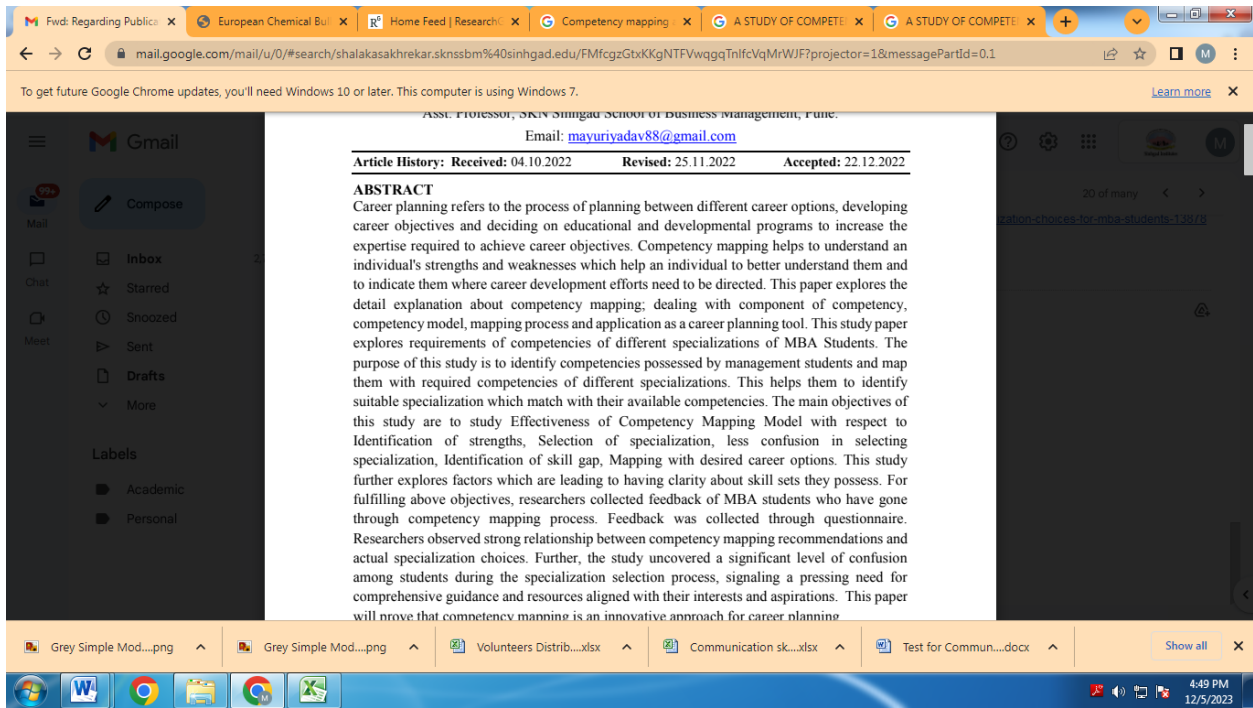 Fwd: Regarding Publica
European Chemical Bull
R⁶ Home Feed | ResearchG
Competency mapping
A STUDY OF COMPETE
A STUDY OF COMPETE
mail.google.com/mail/u/0/#search/shalakasakhrekar.sknssbm%40sinhgad.edu/FMfcgzGtxKKgNTFVwqgqTnlfcVqMrWJF?projector=1&messagePartId=0.1
M
To get future Google Chrome updates, you'll need Windows 10 or later. This computer is using Windows 7.
Learn more
Gmail
M
99+
Mail
Chat
Meet
Compose
Inbox
Starred
Snoozed
Sent
Drafts
More
Labels
Academic
Personal
20 of many
zation-choices-for-mba-students-13878
Asst. Professor, SKN Sinhgad School of Business Management, Pune.
Email: mayuriyadav88@gmail.com
Article History: Received: 04.10.2022 Revised: 25.11.2022 Accepted: 22.12.2022
ABSTRACT
Career planning refers to the process of planning between different career options, developing
career objectives and deciding on educational and developmental programs to increase the
expertise required to achieve career objectives. Competency mapping helps to understand an
individual's strengths and weaknesses which help an individual to better understand them and
to indicate them where career development efforts need to be directed. This paper explores the
detail explanation about competency mapping; dealing with component of competency,
competency model, mapping process and application as a career planning tool. This study paper
explores requirements of competencies of different specializations of MBA Students. The
purpose of this study is to identify competencies possessed by management students and map
them with required competencies of different specializations. This helps them to identify
suitable specialization which match with their available competencies. The main objectives of
this study are to study Effectiveness of Competency Mapping Model with respect to
Identification of strengths, Selection of specialization, less confusion in selecting
specialization, Identification of skill gap, Mapping with desired career options. This study
further explores factors which are leading to having clarity about skill sets they possess. For
fulfilling above objectives, researchers collected feedback of MBA students who have gone
through competency mapping process. Feedback was collected through questionnaire.
Researchers observed strong relationship between competency mapping recommendations and
actual specialization choices. Further, the study uncovered a significant level of confusion
among students during the specialization selection process, signaling a pressing need for
comprehensive guidance and resources aligned with their interests and aspirations. This paper
will prove that competency mapping is an innovative approach for career planning
Grey Simple Mod....png
Grey Simple Mod....png
Volunteers Distrib....xlsx
Communication sk....xlsx
Test for Commun....docx
Show all
4:49 PM
12/5/2023